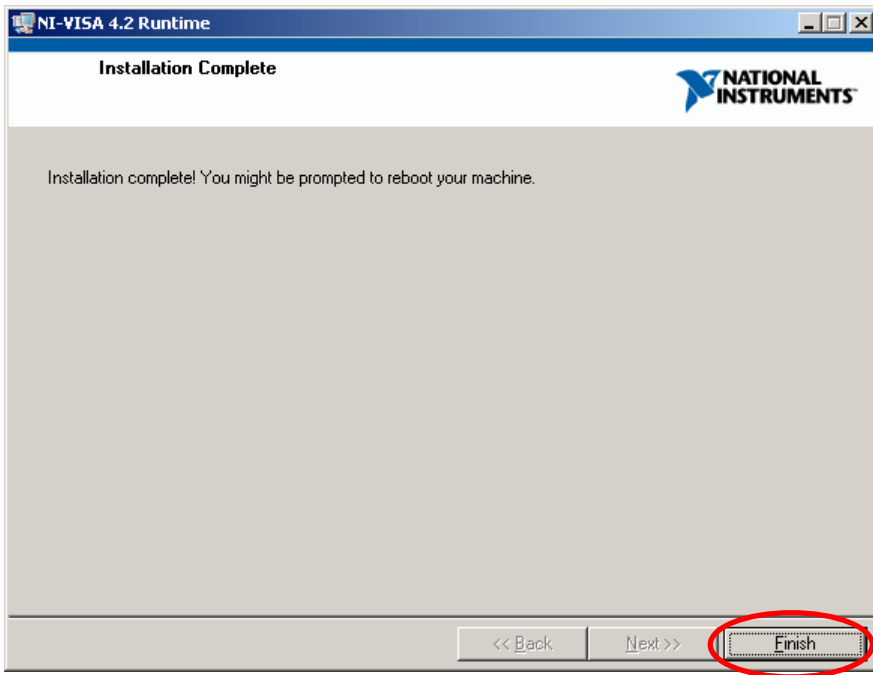 NI-VISA 4.2 Runtime
Installation Complete
NATIONAL
INSTRUMENTS™
Installation complete! You might be prompted to reboot your machine.
<< Back
Next >>
Finish